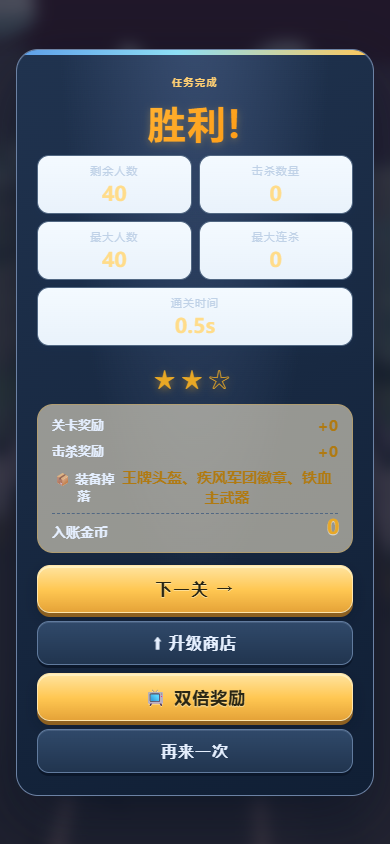 任务完成
胜利!
剩余人数
40
击杀数量
0
最大人数
40
最大连杀
0
通关时间
0.5s
★★☆
关卡奖励 +0
击杀奖励 +0
装备掉落 王牌头盔、疾风军团徽章、铁血主武器
入账金币 0
下一关 →
⬆ 升级商店
双倍奖励
再来一次